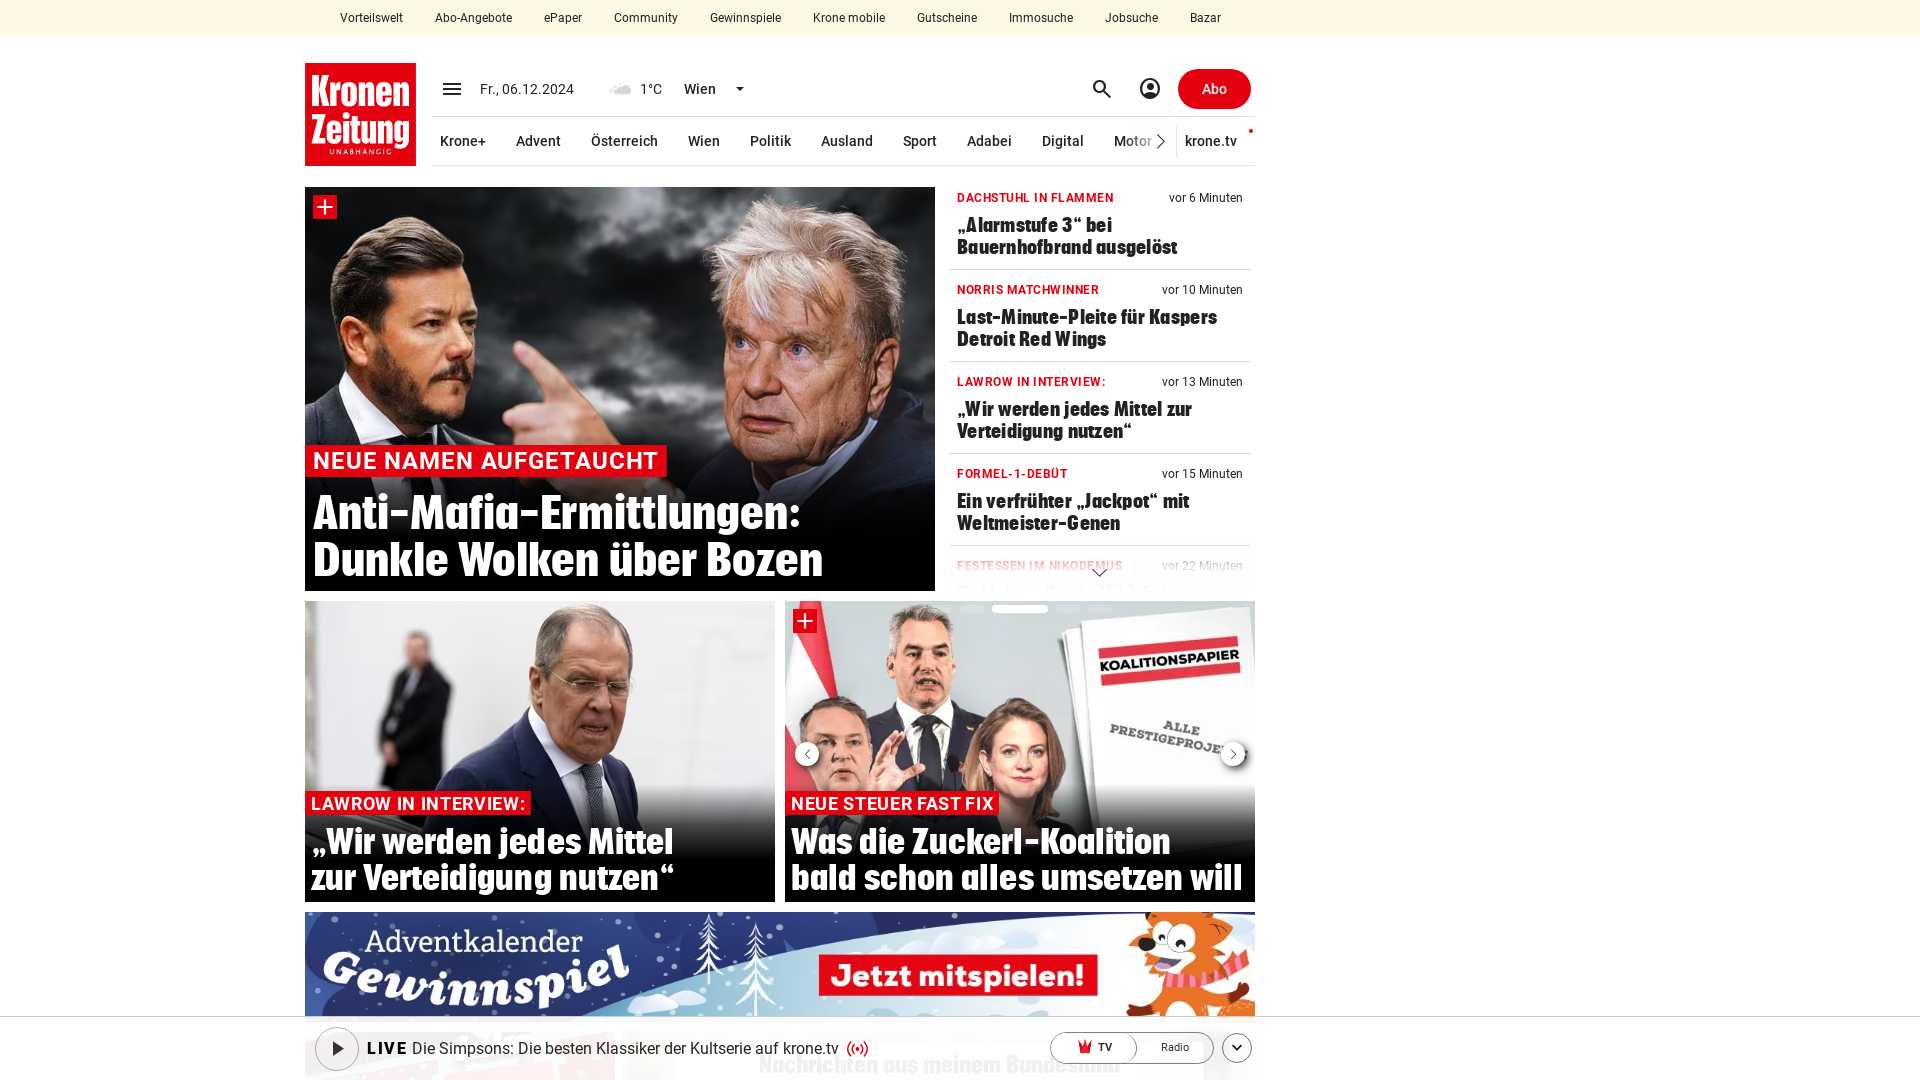 Vorteilswelt
Abo-Angebote
ePaper
Community
Gewinnspiele
Krone mobile
Gutscheine
Immosuche
Jobsuche
Bazar
Kronen
Zeitung
UNABHÄNGIG
Fr., 06.12.2024
1°C
Wien
Abo
Krone+
Advent
Österreich
Wien
Politik
Ausland
Sport
Adabei
Digital
Motor
krone.tv
NEUE NAMEN AUFGETAUCHT
Anti-Mafia-Ermittlungen:
Dunkle Wolken über Bozen
DACHSTUHL IN FLAMMEN
vor 6 Minuten
„Alarmstufe 3“ bei
Bauernhofbrand ausgelöst
NORRIS MATCHWINNER
vor 10 Minuten
Last-Minute-Pleite für Kaspers
Detroit Red Wings
LAWROW IN INTERVIEW:
vor 13 Minuten
„Wir werden jedes Mittel zur
Verteidigung nutzen“
FORMEL-1-DEBÜT
vor 15 Minuten
Ein verfrühter „Jackpot“ mit
Weltmeister-Genen
FESTESSEN IM NIKODEMUS
vor 22 Minuten
LAWROW IN INTERVIEW:
„Wir werden jedes Mittel
zur Verteidigung nutzen“
KOALITIONSPAPIER
ALLE
NEUE STEUER FAST FIX
Was die Zuckerl-Koalition
bald schon alles umsetzen will
Adventkalender
Gewinnspiel
Jetzt mitspielen!
LIVE Die Simpsons: Die besten Klassiker der Kultserie auf krone.tv
TV
Radio
Nachrichten aus meinem Bundesland